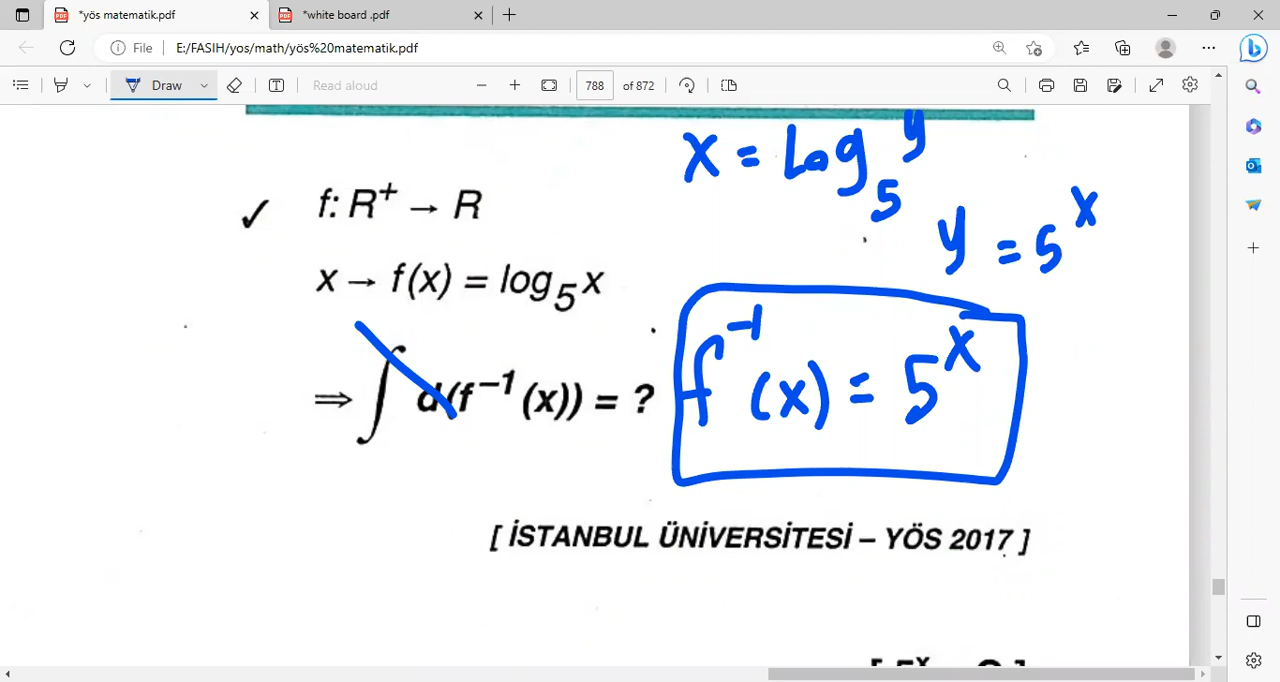 *yös matematik.pdf
*white board .pdf
File E:/FASIH/yos/math/yös%20matematik.pdf
Draw Read aloud 788 of 872
x = log₅ y
f: R⁺ → R
y = 5ˣ
x → f(x) = log₅x
⇒ ∫ d(f⁻¹(x)) = ?
f⁻¹(x) = 5ˣ
[ İSTANBUL ÜNİVERSİTESİ – YÖS 2017 ]